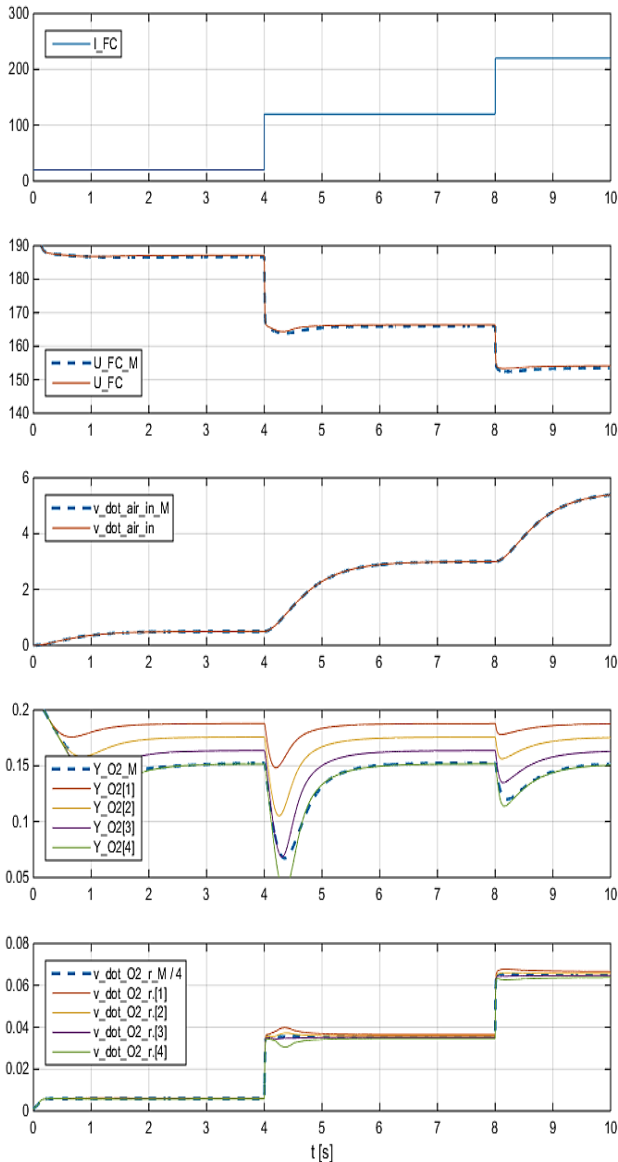 300
200
100
0
I_FC
0 1 2 3 4 5 6 7 8 9 10
190
180
170
160
150
140
U_FC_M
U_FC
0 1 2 3 4 5 6 7 8 9 10
6
4
2
0
v_dot_air_in_M
v_dot_air_in
0 1 2 3 4 5 6 7 8 9 10
0.2
0.15
0.1
0.05
Y_O2_M
Y_O2[1]
Y_O2[2]
Y_O2[3]
Y_O2[4]
0 1 2 3 4 5 6 7 8 9 10
0.08
0.06
0.04
0.02
0
v_dot_O2_r_M / 4
v_dot_O2_r.[1]
v_dot_O2_r.[2]
v_dot_O2_r.[3]
v_dot_O2_r.[4]
0 1 2 3 4 5 6 7 8 9 10
t [s]